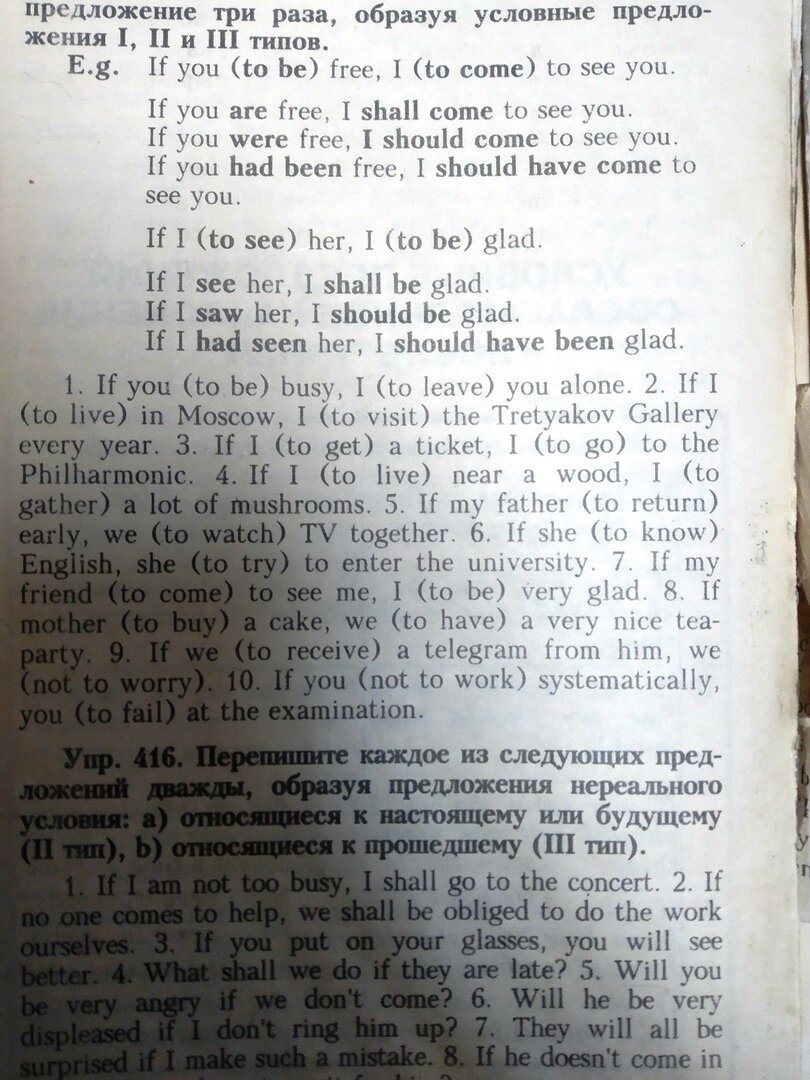 предложение три раза, образуя условные предло-
жения I, II и III типов.
E.g. If you (to be) free, I (to come) to see you.
If you are free, I shall come to see you.
If you were free, I should come to see you.
If you had been free, I should have come to
see you.
If I (to see) her, I (to be) glad.
If I see her, I shall be glad.
If I saw her, I should be glad.
If I had seen her, I should have been glad.
1. If you (to be) busy, I (to leave) you alone. 2. If I
(to live) in Moscow, I (to visit) the Tretyakov Gallery
every year. 3. If I (to get) a ticket, I (to go) to the
Philharmonic. 4. If I (to live) near a wood, I (to
gather) a lot of mushrooms. 5. If my father (to return)
early, we (to watch) TV together. 6. If she (to know)
English, she (to try) to enter the university. 7. If my
friend (to come) to see me, I (to be) very glad. 8. If
mother (to buy) a cake, we (to have) a very nice tea-
party. 9. If we (to receive) a telegram from him, we
(not to worry). 10. If you (not to work) systematically,
you (to fail) at the examination.
Упр. 416. Перепишите каждое из следующих пред-
ложений дважды, образуя предложения нереального
условия: a) относящиеся к настоящему или будущему
(II тип), b) относящиеся к прошедшему (III тип).
1. If I am not too busy, I shall go to the concert. 2. If
no one comes to help, we shall be obliged to do the work
ourselves. 3. If you put on your glasses, you will see
better. 4. What shall we do if they are late? 5. Will you
be very angry if we don't come? 6. Will he be very
displeased if I don't ring him up? 7. They will all be
surprised if I make such a mistake. 8. If he doesn't come in